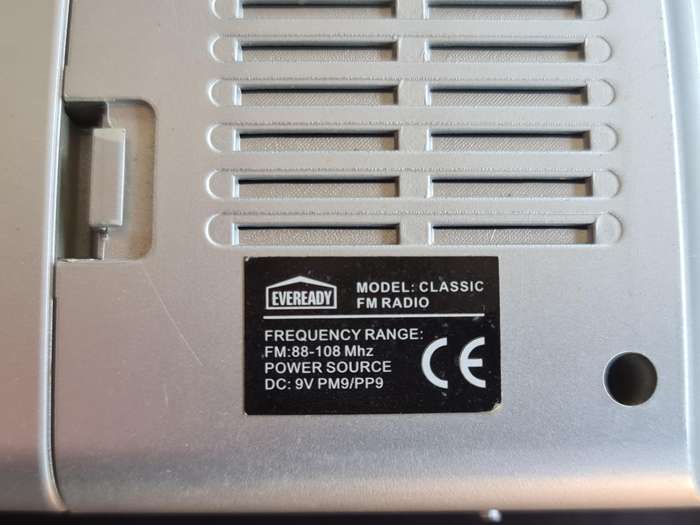 EVEREADY
MODEL: CLASSIC
FM RADIO
FREQUENCY RANGE:
FM:88-108 Mhz
POWER SOURCE
DC: 9V PM9/PP9
CE